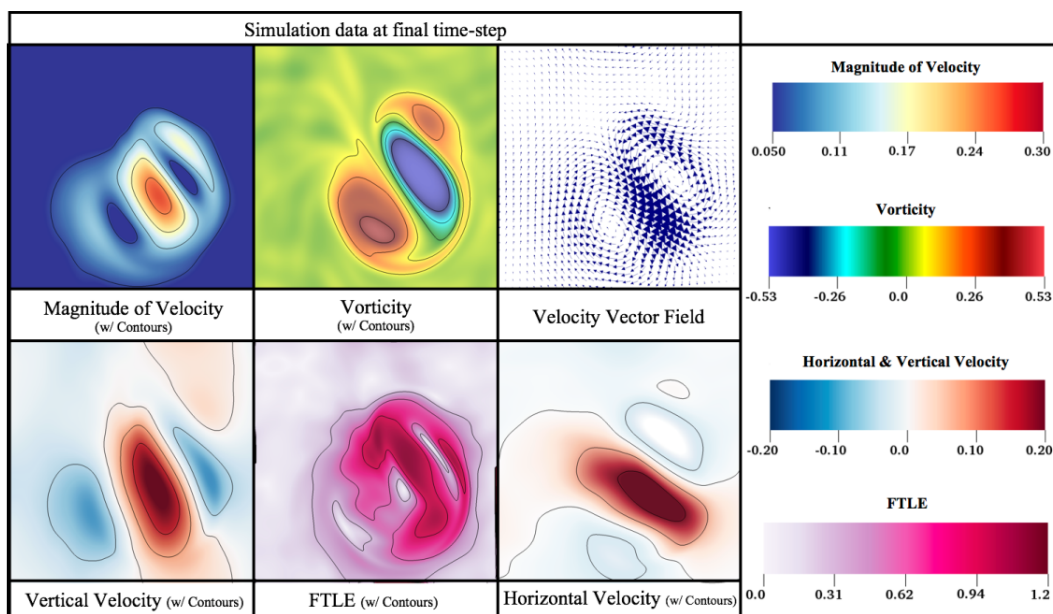 Simulation data at final time-step
Magnitude of Velocity
(w/ Contours)
Vorticity
(w/ Contours)
Velocity Vector Field
Vertical Velocity (w/ Contours)
FTLE (w/ Contours)
Horizontal Velocity (w/ Contours)
Magnitude of Velocity
0.050 0.11 0.17 0.24 0.30
Vorticity
-0.53 -0.26 0.0 0.26 0.53
Horizontal & Vertical Velocity
-0.20 -0.10 0.0 0.10 0.20
FTLE
0.0 0.31 0.62 0.94 1.2